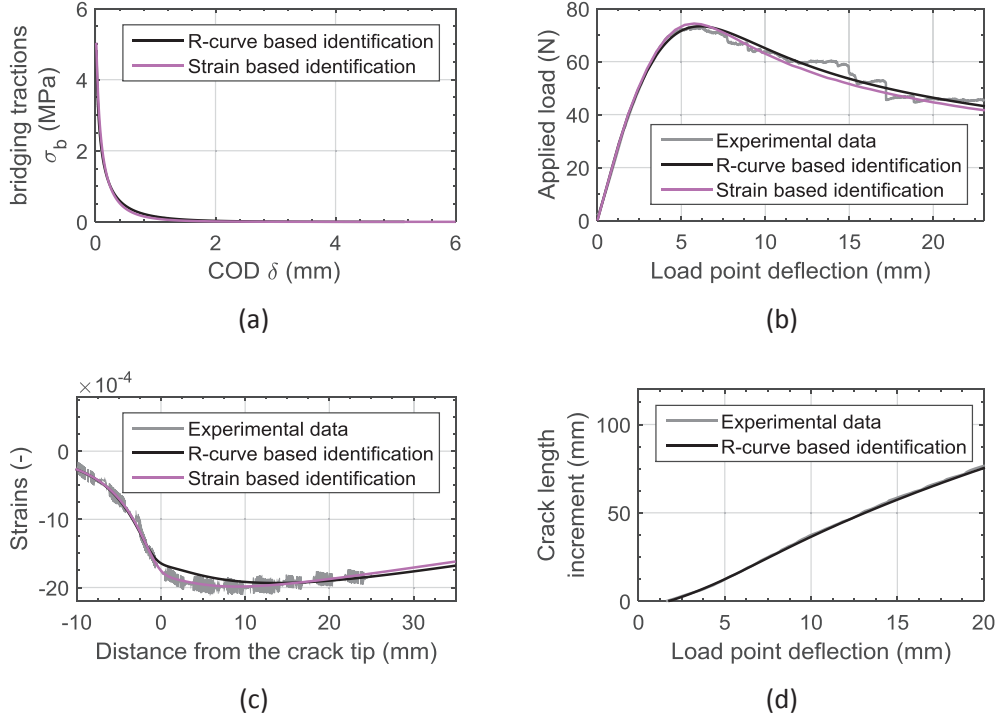 bridging tractions
σb (MPa)
6
4
2
0
R-curve based identification
Strain based identification
0 2 4 6
COD δ (mm)
(a)
Applied load (N)
80
60
40
20
0
Experimental data
R-curve based identification
Strain based identification
0 5 10 15 20
Load point deflection (mm)
(b)
×10-4
Strains (-)
0
-10
-20
Experimental data
R-curve based identification
Strain based identification
-10 0 10 20 30
Distance from the crack tip (mm)
(c)
Crack length
increment (mm)
100
50
0
Experimental data
R-curve based identification
0 5 10 15 20
Load point deflection (mm)
(d)